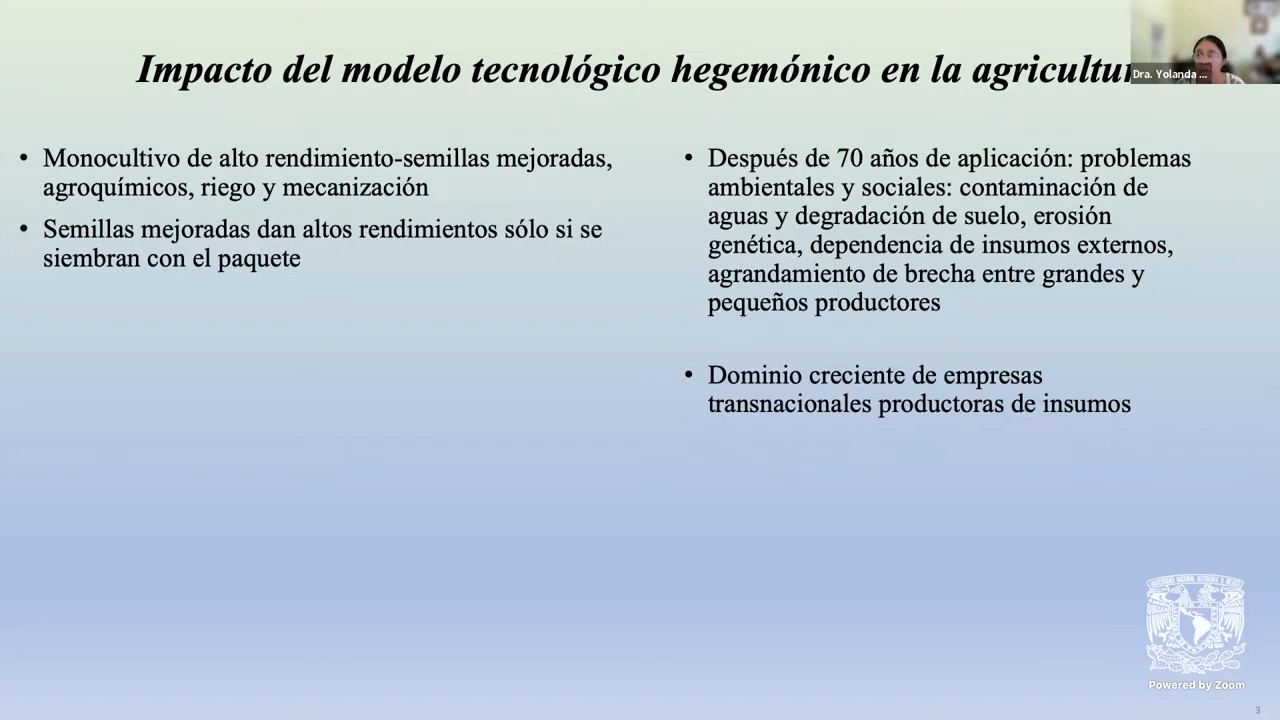 Impacto del modelo tecnológico hegemónico en la agricultur
Dra. Yolanda ...
• Monocultivo de alto rendimiento-semillas mejoradas,
agroquímicos, riego y mecanización
• Semillas mejoradas dan altos rendimientos sólo si se
siembran con el paquete
• Después de 70 años de aplicación: problemas
ambientales y sociales: contaminación de
aguas y degradación de suelo, erosión
genética, dependencia de insumos externos,
agrandamiento de brecha entre grandes y
pequeños productores
• Dominio creciente de empresas
transnacionales productoras de insumos
Powered by Zoom
3